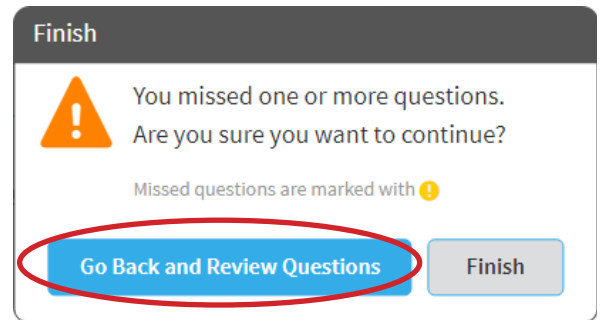 Finish
You missed one or more questions.
Are you sure you want to continue?
Missed questions are marked with
Go Back and Review Questions
Finish